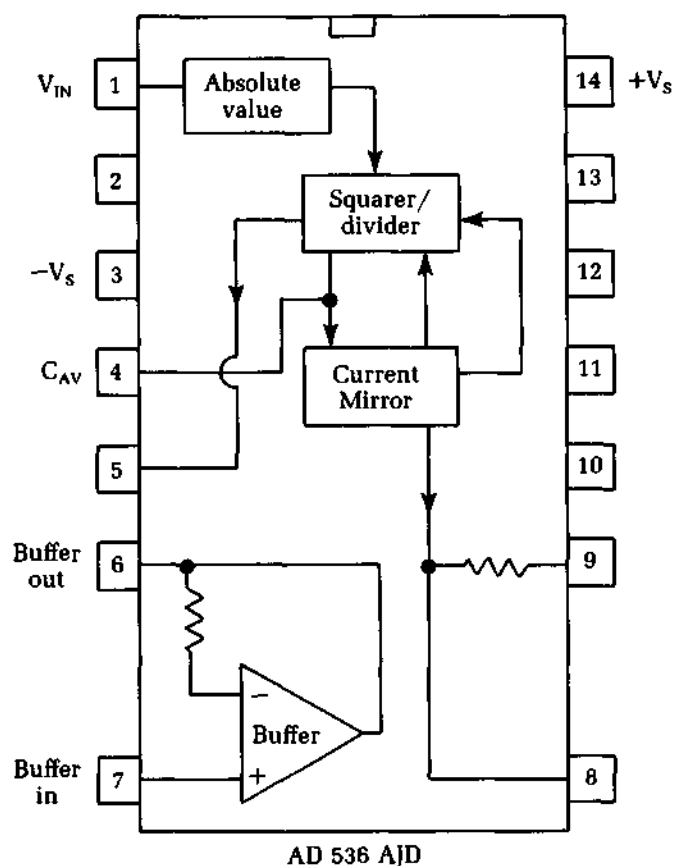 V_IN
1
Absolute
value
14
+V_S
2
13
Squarer/
divider
−V_S
3
12
C_AV
4
Current
Mirror
11
5
10
Buffer
out
6
9
−
Buffer
+
Buffer
in
7
8
AD 536 AJD